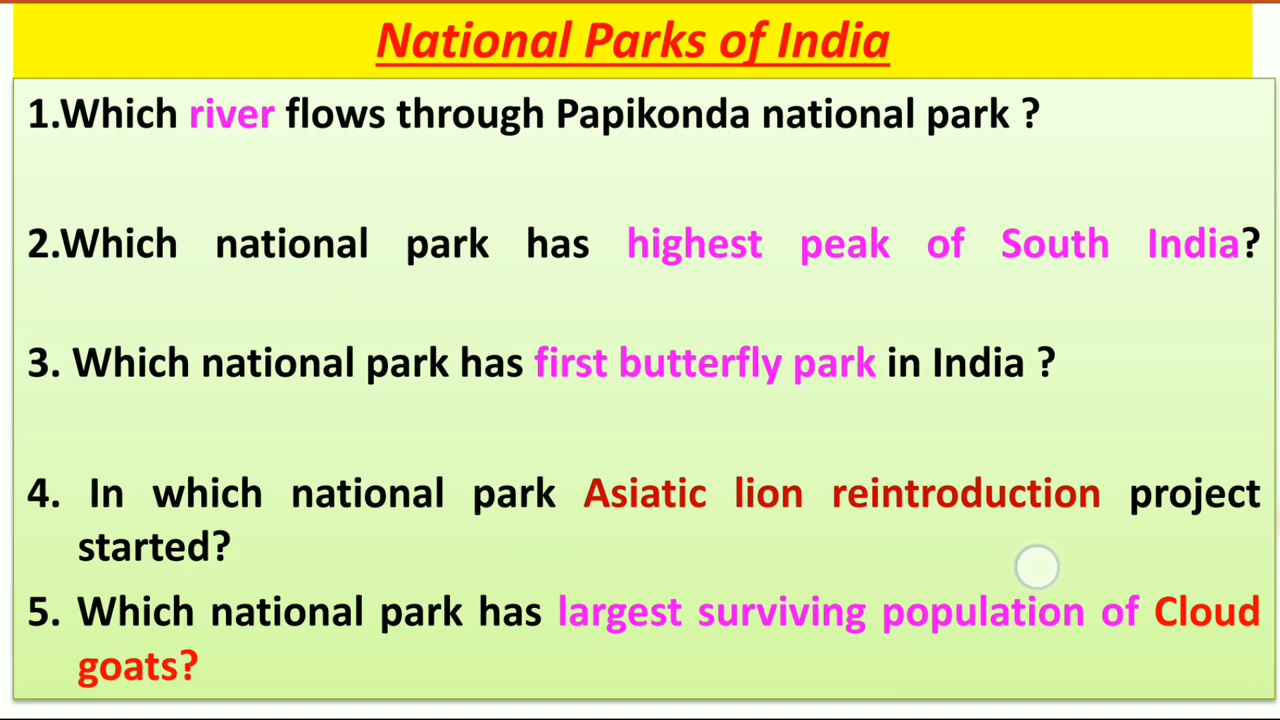 National Parks of India
1.Which river flows through Papikonda national park ?
2.Which national park has highest peak of South India?
3. Which national park has first butterfly park in India ?
4. In which national park Asiatic lion reintroduction project
started?
5. Which national park has largest surviving population of Cloud
goats?